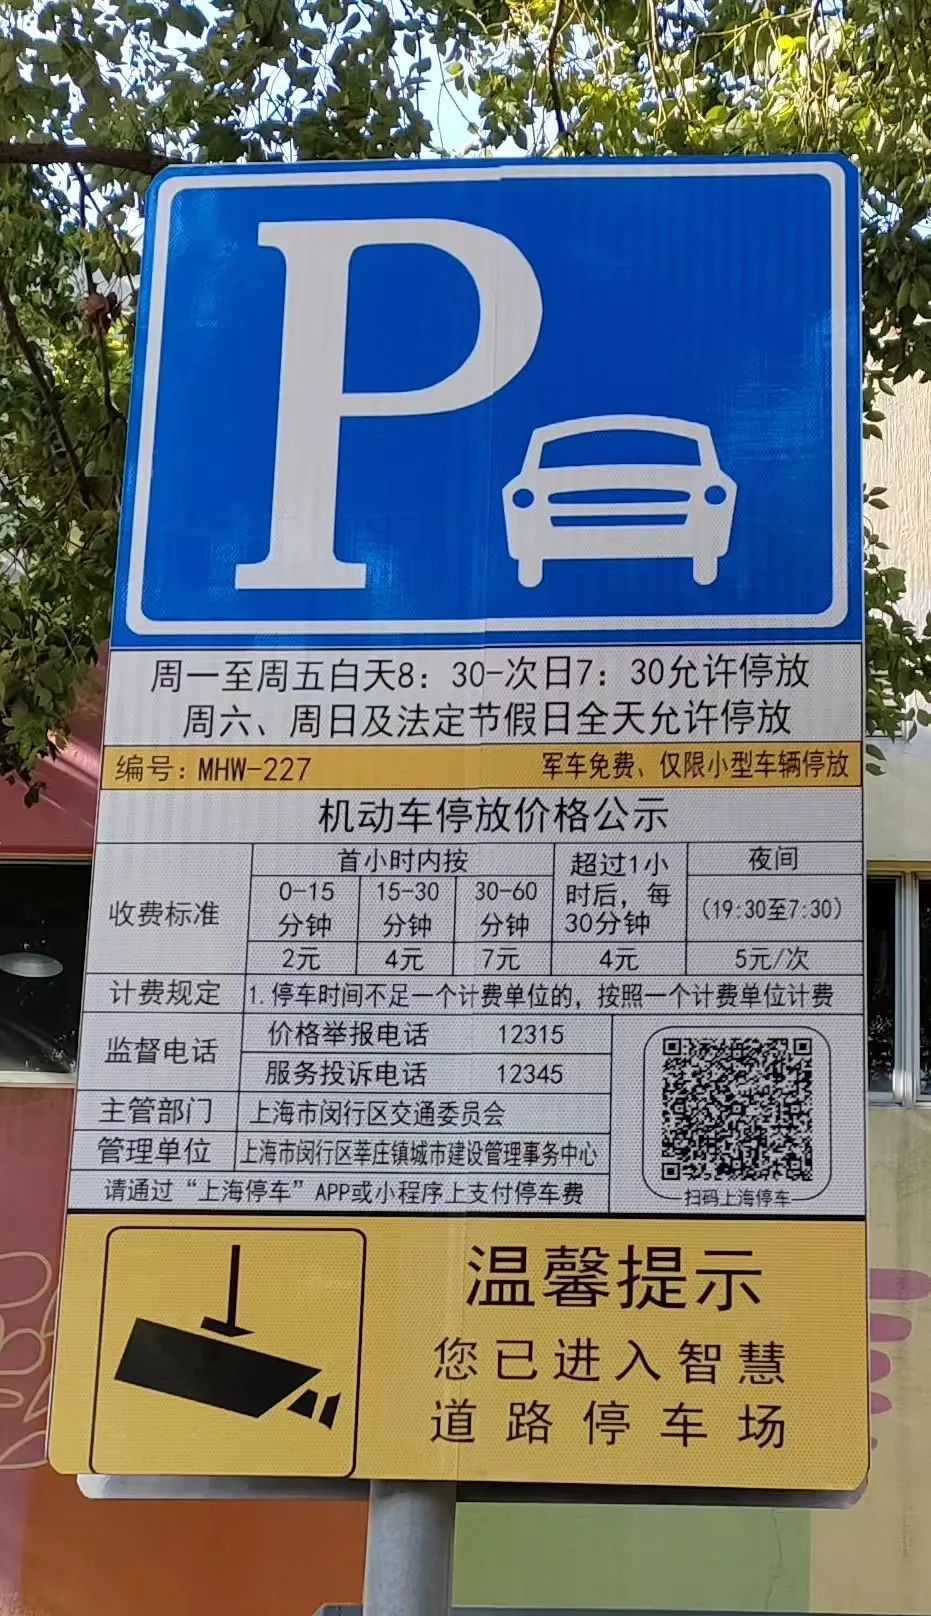 P
周一至周五白天8：30-次日7：30允许停放
周六、周日及法定节假日全天允许停放
编号：MHW-227 军车免费、仅限小型车辆停放
机动车停放价格公示
收费标准
首小时内按
0-15分钟
15-30分钟
30-60分钟
超过1小时后，每30分钟
夜间
（19:30至7:30）
2元 4元 7元 4元 5元/次
计费规定 1.停车时间不足一个计费单位的，按照一个计费单位计费
监督电话
价格举报电话 12315
服务投诉电话 12345
主管部门 上海市闵行区交通委员会
管理单位 上海市闵行区莘庄镇城市建设管理事务中心
请通过“上海停车”APP或小程序上支付停车费
扫码上海停车
温馨提示
您已进入智慧
道路停车场